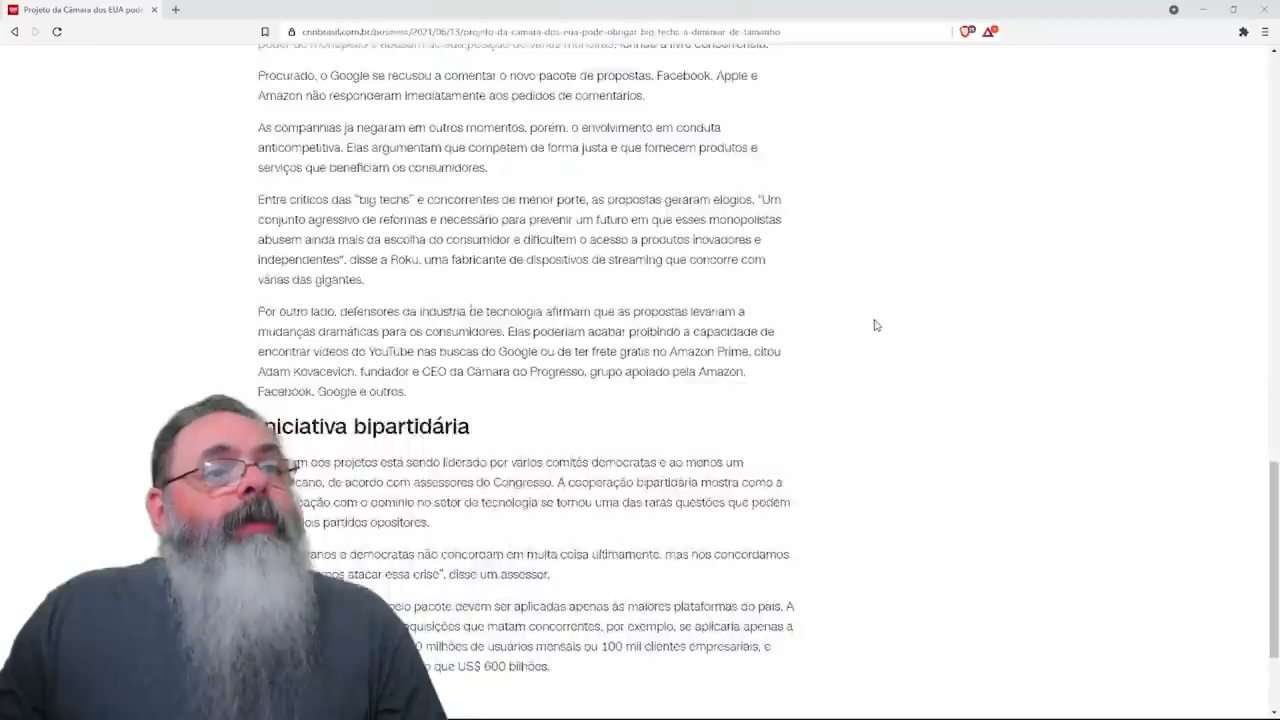 Projeto da Câmara dos EUA pode
cnnbrasil.com.br/business/2021/06/13/projeto-da-camara-dos-eua-pode-obrigar-big-techs-a-diminuir-de-tamanho
Procurado, o Google se recusou a comentar o novo pacote de propostas. Facebook, Apple e
Amazon não responderam imediatamente aos pedidos de comentários.
As companhias já negaram em outros momentos, porém, o envolvimento em conduta
anticompetitiva. Elas argumentam que competem de forma justa e que fornecem produtos e
serviços que beneficiam os consumidores.
Entre críticos das "big techs" e concorrentes de menor porte, as propostas geraram elogios. "Um
conjunto agressivo de reformas é necessário para prevenir um futuro em que esses monopolistas
abusem ainda mais da escolha do consumidor e dificultem o acesso a produtos inovadores e
independentes", disse a Roku, uma fabricante de dispositivos de streaming que concorre com
várias das gigantes.
Por outro lado, defensores da indústria de tecnologia afirmam que as propostas levariam a
mudanças dramáticas para os consumidores. Elas poderiam acabar proibindo a capacidade de
encontrar vídeos do YouTube nas buscas do Google ou de ter frete grátis no Amazon Prime, citou
Adam Kovacevich, fundador e CEO da Câmara do Progresso, grupo apoiado pela Amazon,
Facebook, Google e outros.
niciativa bipartidária
m dos projetos está sendo liderado por vários comitês democratas e ao menos um
cano, de acordo com assessores do Congresso. A cooperação bipartidária mostra como a
ação com o domínio no setor de tecnologia se tornou uma das raras questões que podem
ois partidos opositores.
anos e democratas não concordam em muita coisa ultimamente, mas nós concordamos
mos atacar essa crise", disse um assessor.
elo pacote devem ser aplicadas apenas às maiores plataformas do país. A
quisições que matam concorrentes, por exemplo, se aplicaria apenas a
0 milhões de usuários mensais ou 100 mil clientes empresariais, e
o que US$ 600 bilhões.